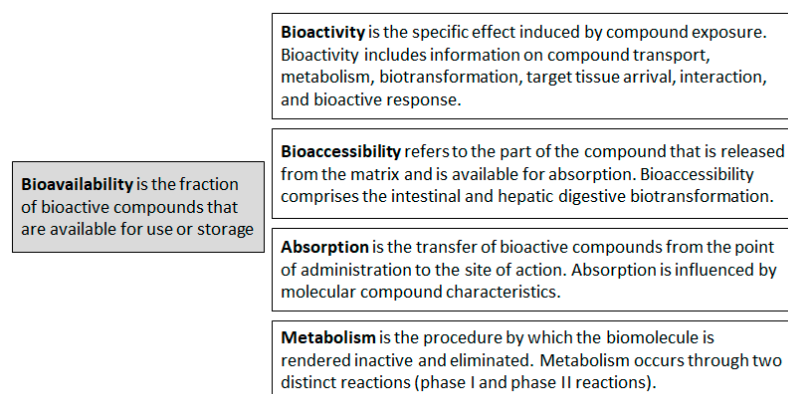 Bioactivity is the specific effect induced by compound exposure.
Bioactivity includes information on compound transport,
metabolism, biotransformation, target tissue arrival, interaction,
and bioactive response.
Bioaccessibility refers to the part of the compound that is released
from the matrix and is available for absorption. Bioaccessibility
comprises the intestinal and hepatic digestive biotransformation.
Bioavailability is the fraction
of bioactive compounds that
are available for use or storage
Absorption is the transfer of bioactive compounds from the point
of administration to the site of action. Absorption is influenced by
molecular compound characteristics.
Metabolism is the procedure by which the biomolecule is
rendered inactive and eliminated. Metabolism occurs through two
distinct reactions (phase I and phase II reactions).